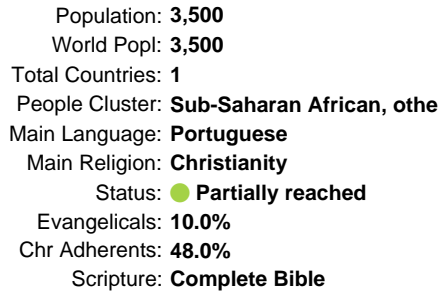 Population: 3,500
World Popl: 3,500
Total Countries: 1
People Cluster: Sub-Saharan African, othe
Main Language: Portuguese
Main Religion: Christianity
Status: Partially reached
Evangelicals: 10.0%
Chr Adherents: 48.0%
Scripture: Complete Bible